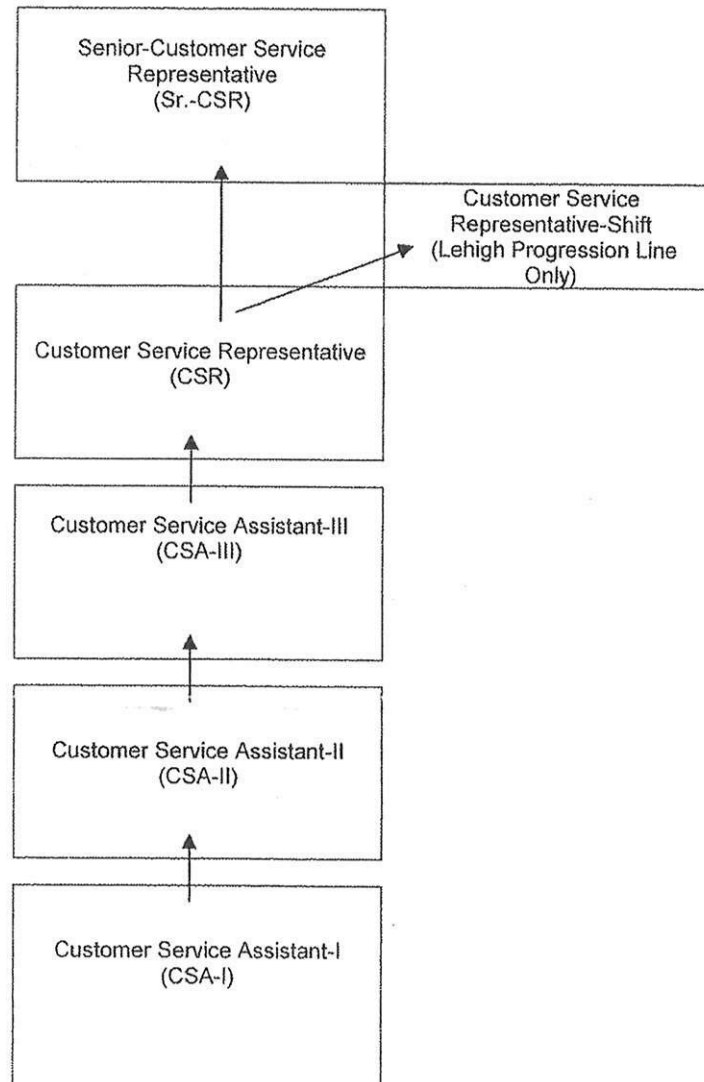 Senior-Customer Service
Representative
(Sr.-CSR)
Customer Service
Representative-Shift
(Lehigh Progression Line
Only)
Customer Service Representative
(CSR)
Customer Service Assistant-III
(CSA-III)
Customer Service Assistant-II
(CSA-II)
Customer Service Assistant-I
(CSA-I)